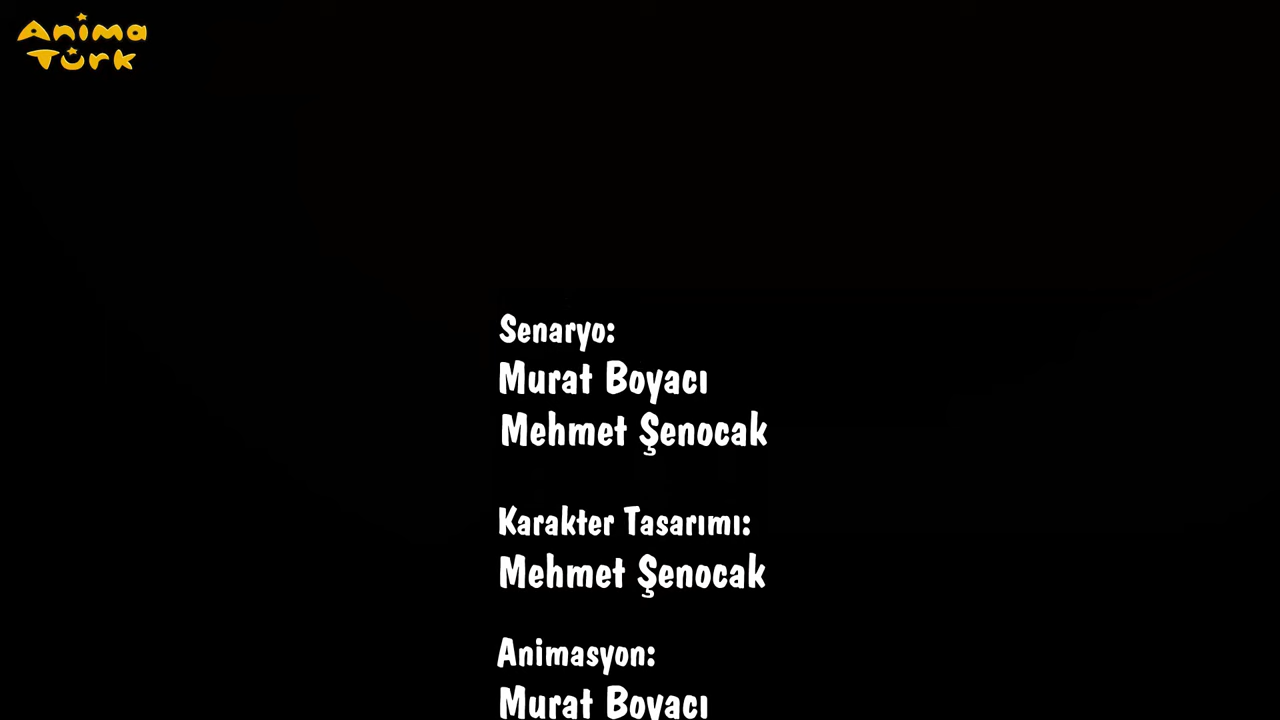 Anima
Türk
Senaryo:
Murat Boyacı
Mehmet Şenocak
Karakter Tasarımı:
Mehmet Şenocak
Animasyon:
Murat Boyacı